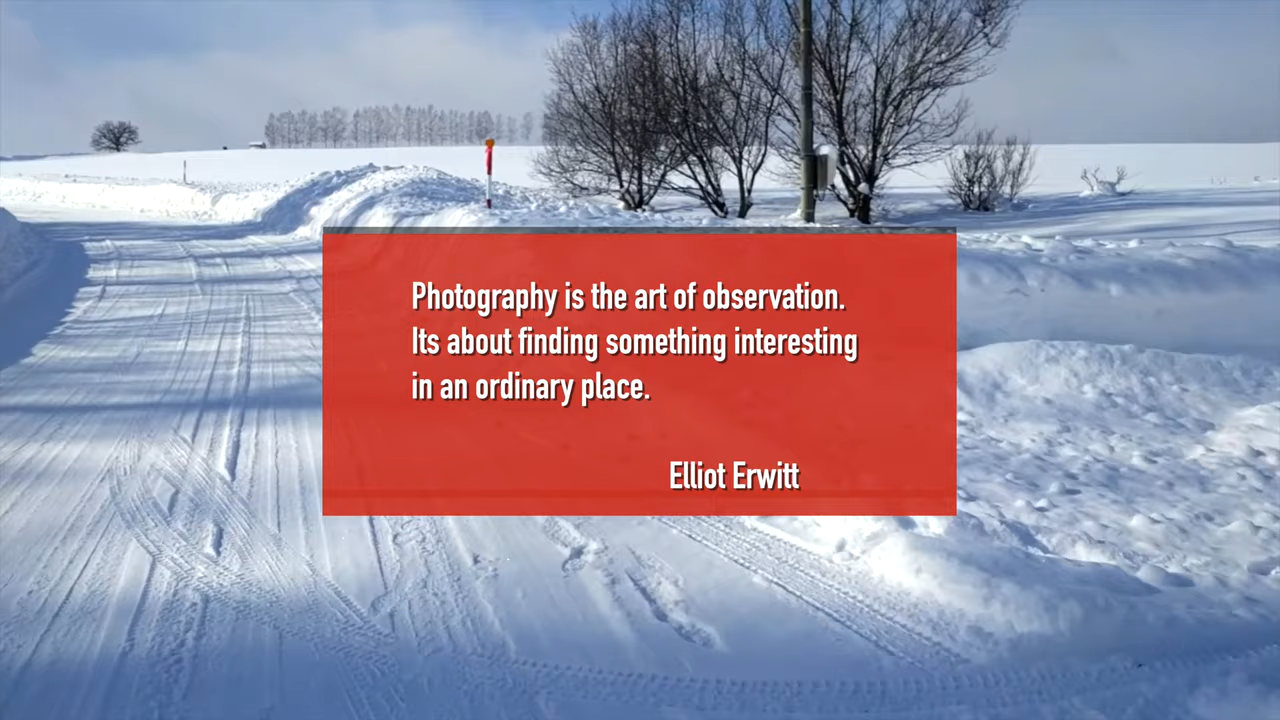 Photography is the art of observation.
Its about finding something interesting
in an ordinary place.
Elliot Erwitt